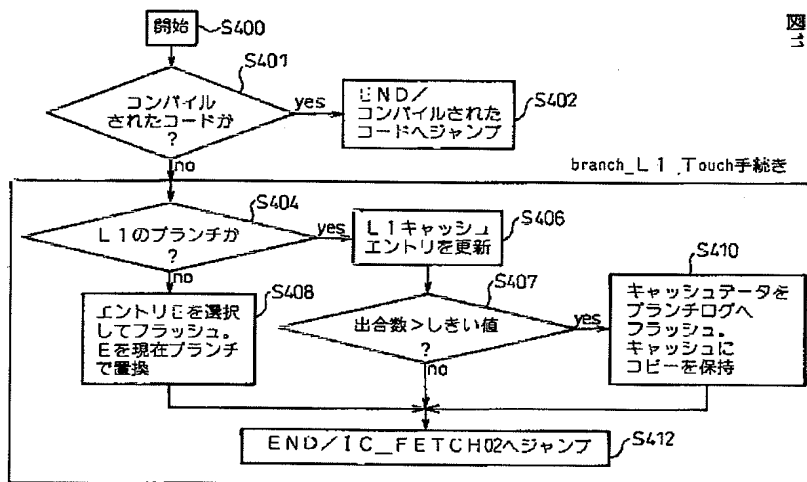 図11
開始
S400
S401
コンパイル
されたコードか
?
yes
END/
コンパイルされた
コードへジャンプ
S402
no
branch_L1_Touch手続き
S404
L1のブランチか
?
yes
L1キャッシュ
エントリを更新
S406
no
S408
エントリEを選択
してフラッシュ。
Eを現在ブランチ
で置換
S407
出合数>しきい値
?
yes
no
S410
キャッシュデータを
ブランチログへ
フラッシュ。
キャッシュに
コピーを保持
END/IC_FETCH02へジャンプ
S412